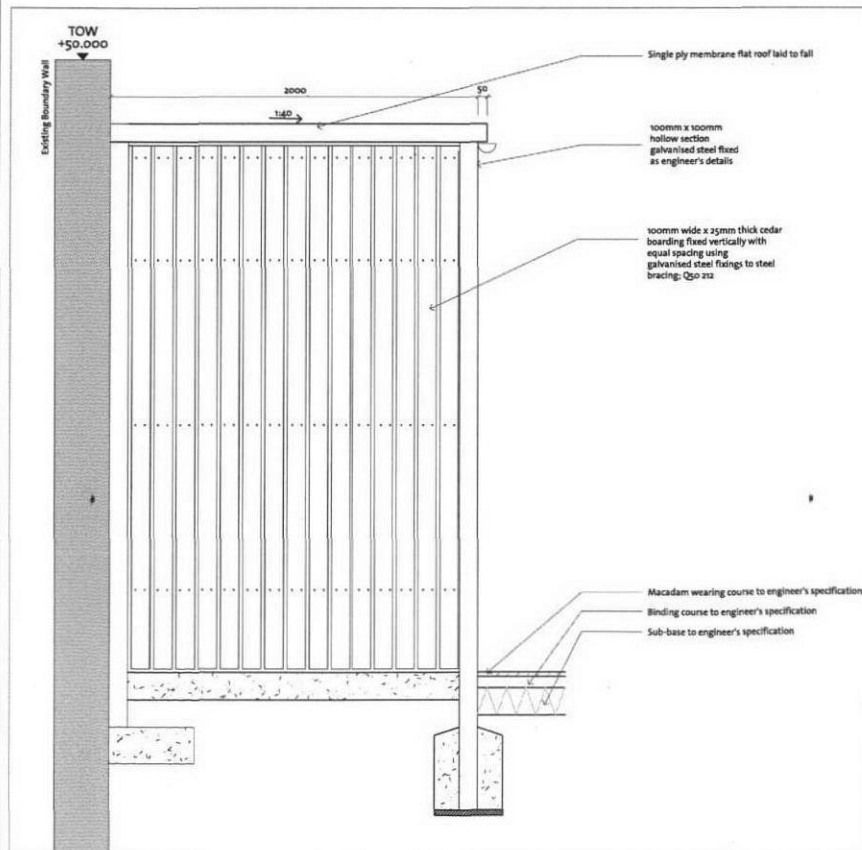 TOW
+50.000
Existing Boundary Wall
2000
50
1:40
Single ply membrane flat roof laid to fall
100mm x 100mm
hollow section
galvanised steel fixed
as engineer's details
100mm wide x 25mm thick cedar
boarding fixed vertically with
equal spacing using
galvanised steel fixings to steel
bracing; Q50 212
Macadam wearing course to engineer's specification
Binding course to engineer's specification
Sub-base to engineer's specification